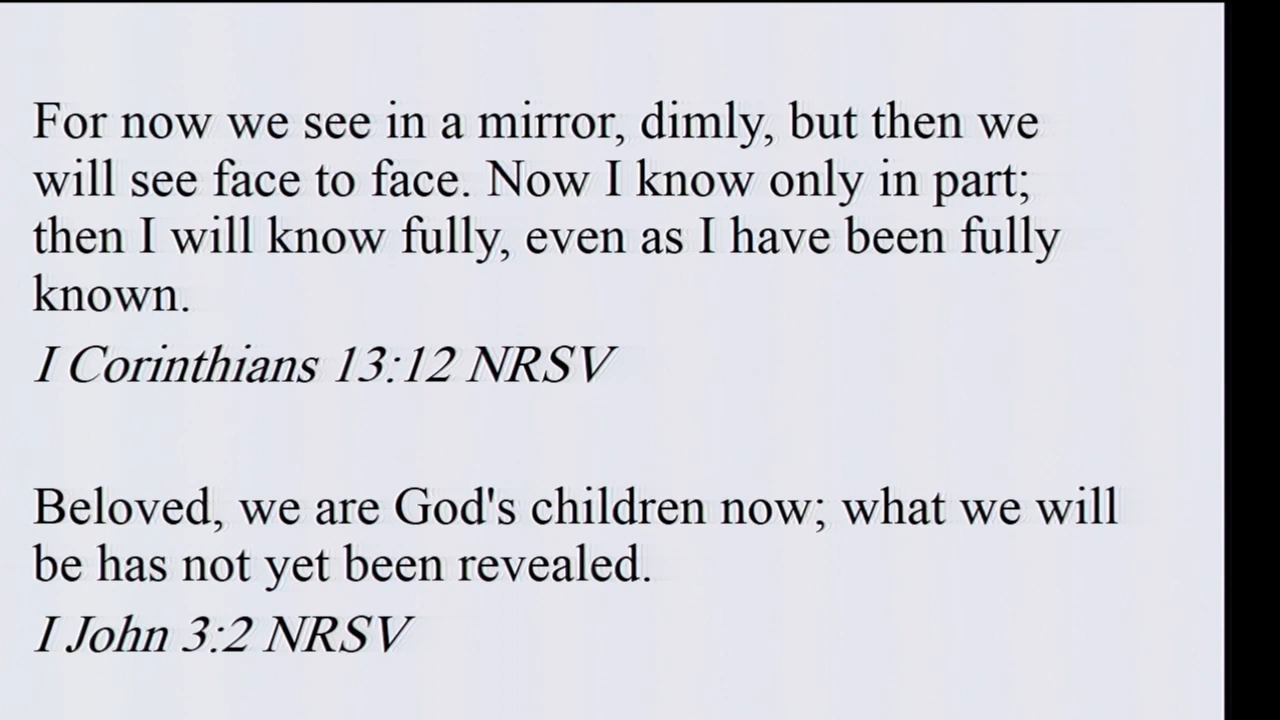 For now we see in a mirror, dimly, but then we
will see face to face. Now I know only in part;
then I will know fully, even as I have been fully
known.
I Corinthians 13:12 NRSV
Beloved, we are God's children now; what we will
be has not yet been revealed.
I John 3:2 NRSV